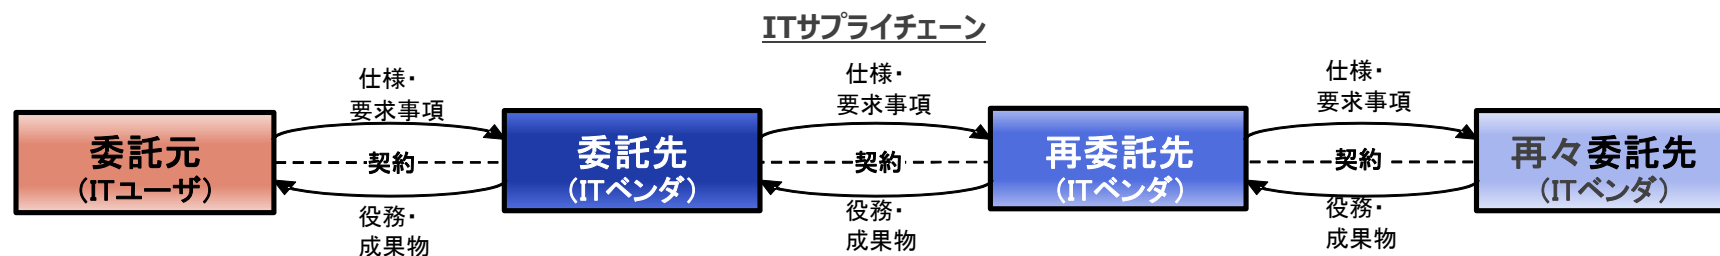 ITサプライチェーン
仕様・
要求事項
仕様・
要求事項
仕様・
要求事項
委託元
(ITユーザ)
契約
委託先
(ITベンダ)
契約
再委託先
(ITベンダ)
契約
再々委託先
(ITベンダ)
役務・
成果物
役務・
成果物
役務・
成果物